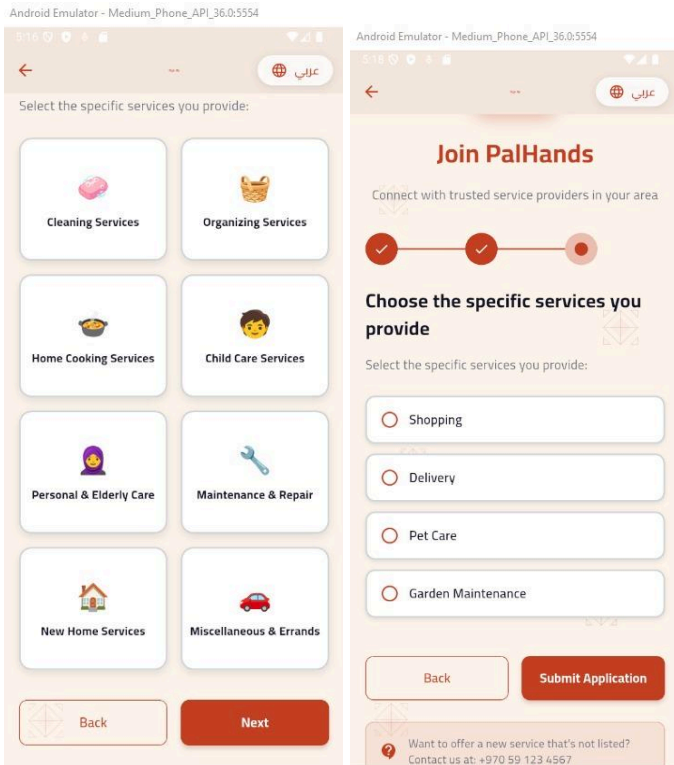 Android Emulator - Medium_Phone_API_36.0:5554
5:16
عربي
Select the specific services you provide:
Cleaning Services
Organizing Services
Home Cooking Services
Child Care Services
Personal & Elderly Care
Maintenance & Repair
New Home Services
Miscellaneous & Errands
Back
Next
Android Emulator - Medium_Phone_API_36.0:5554
5:18
عربي
Join PalHands
Connect with trusted service providers in your area
Choose the specific services you
provide
Select the specific services you provide:
Shopping
Delivery
Pet Care
Garden Maintenance
Back
Submit Application
Want to offer a new service that's not listed?
Contact us at: +970 59 123 4567